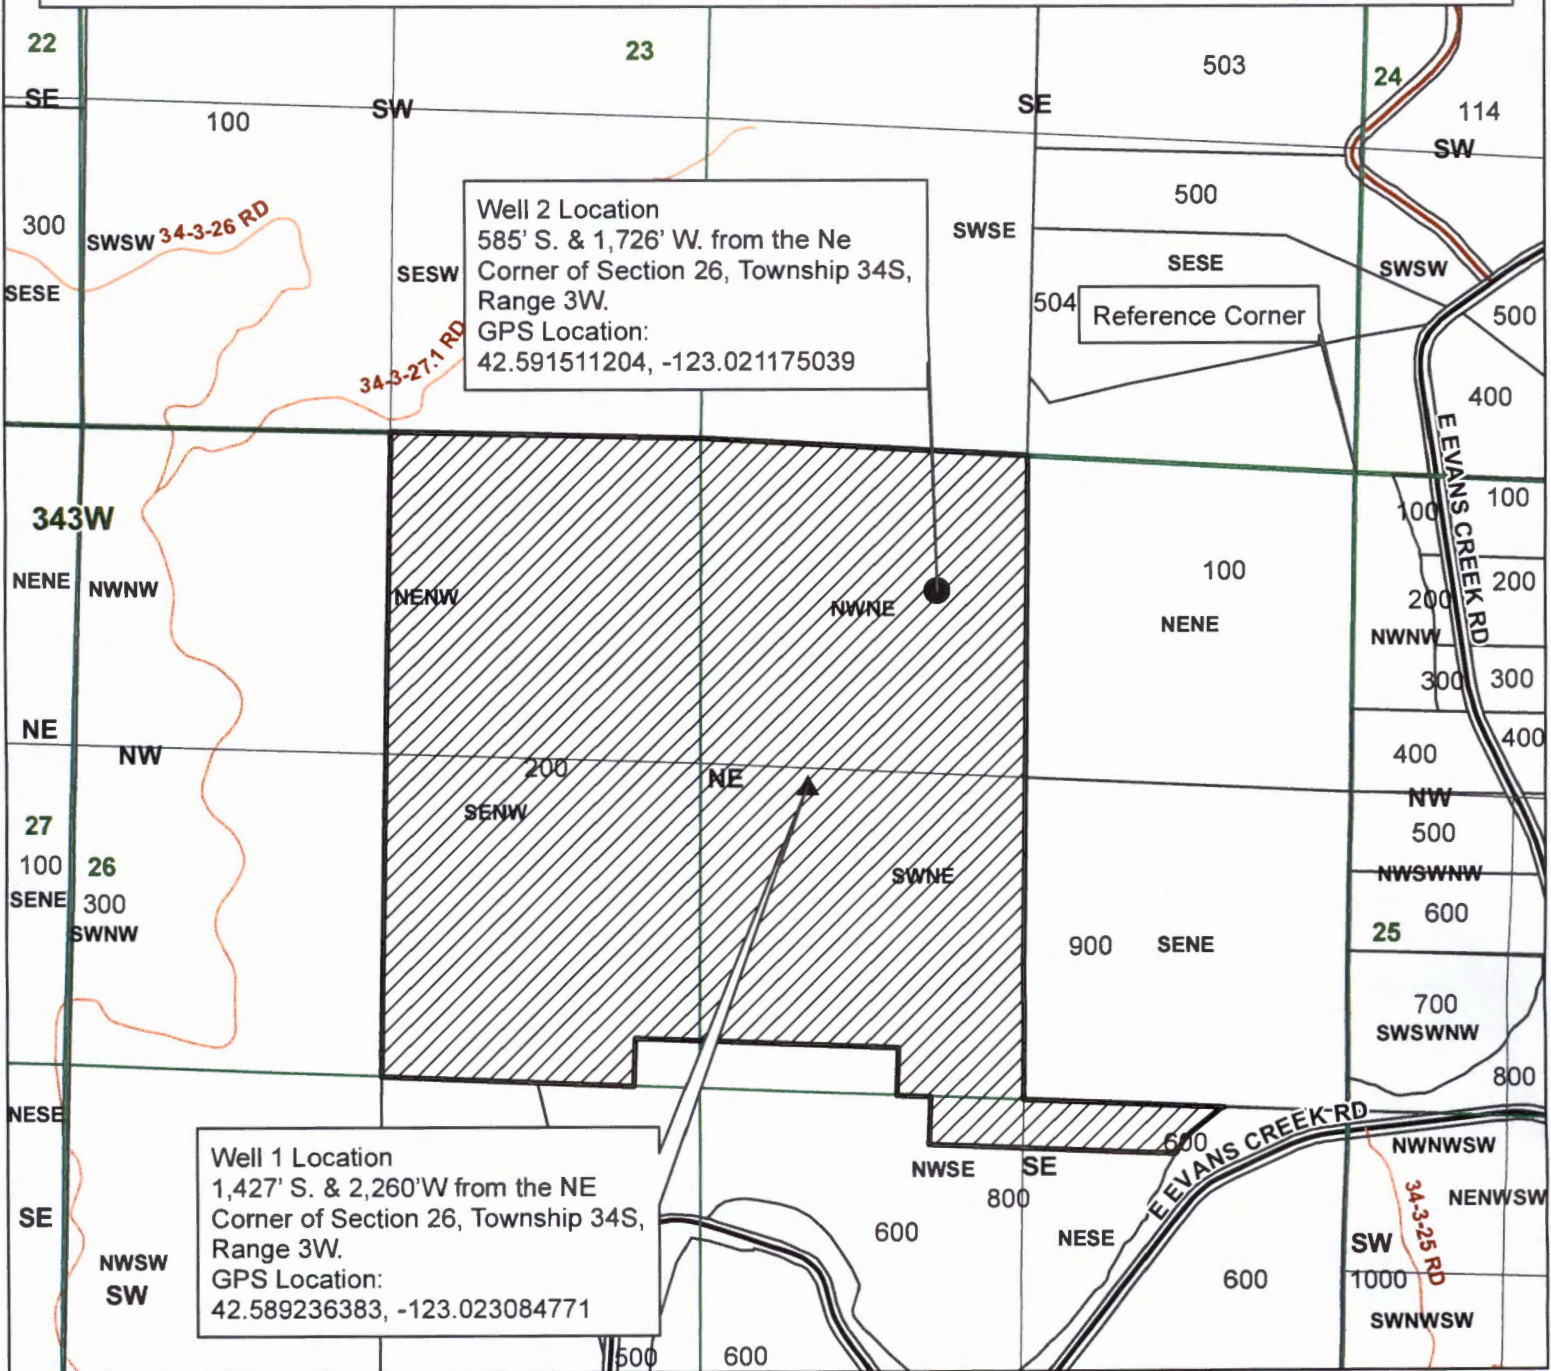 22
23
503
24
SE
100
SW
SE
114
SW
Well 2 Location
585' S. & 1,726' W. from the Ne
Corner of Section 26, Township 34S,
Range 3W.
GPS Location:
42.591511204, -123.021175039
500
300
SWSW
34-3-26 RD
SWSE
SESE
SWSW
SESW
SESE
504
Reference Corner
500
34-3-27.1 RD
400
E EVANS CREEK RD
343W
100
100
NENE
NWNW
NENW
NWNE
100
NENE
200
200
NWNW
300
300
NE
NW
200
NE
400
400
SENW
NW
27
500
100
26
SWNE
NWSWNW
SENE
300
600
SWNW
900
SENE
25
700
SWSWNW
800
NESE
E EVANS CREEK RD
600
NWNWSW
Well 1 Location
1,427' S. & 2,260'W from the NE
Corner of Section 26, Township 34S,
Range 3W.
GPS Location:
42.589236383, -123.023084771
NWSE
SE
800
NENWSW
34-3-25 RD
SE
600
NESE
SW
NWSW
SW
600
1000
SWNWSW
500
600